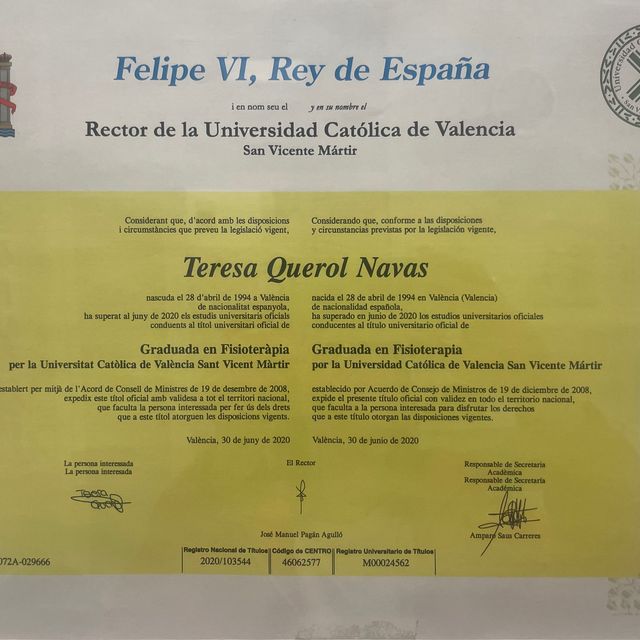 Felipe VI, Rey de España
i en nom seu el y en su nombre el
Rector de la Universidad Católica de Valencia
San Vicente Mártir
Considerant que, d'acord amb les disposicions
i circumstàncies que preveu la legislació vigent,
Considerando que, conforme a las disposiciones
y circunstancias previstas por la legislación vigente,
Teresa Querol Navas
nascuda el 28 d'abril de 1994 a València
de nacionalitat espanyola,
ha superat al juny de 2020 els estudis universitaris oficials
conduents al títol universitari oficial de
nacida el 28 de abril de 1994 en València (Valencia)
de nacionalidad española,
ha superado en junio de 2020 los estudios universitarios oficiales
conducentes al título universitario oficial de
Graduada en Fisioteràpia
per la Universitat Catòlica de València Sant Vicent Màrtir
Graduada en Fisioterapia
por la Universidad Católica de Valencia San Vicente Mártir
establert per mitjà de l'Acord de Consell de Ministres de 19 de desembre de 2008,
expedix este títol oficial amb validesa a tot el territori nacional,
que faculta la persona interessada per fer ús dels drets
que a este títol atorguen les disposicions vigents.
establecido por Acuerdo de Consejo de Ministros de 19 de diciembre de 2008,
expide el presente título oficial con validez en todo el territorio nacional,
que faculta a la persona interesada para disfrutar los derechos
que a este título otorgan las disposiciones vigentes.
València, 30 de juny de 2020
València, 30 de junio de 2020
La persona interessada
La persona interesada
El Rector
Responsable de Secretaria
Acadèmica
Responsable de Secretaría
Académica
José Manuel Pagán Agulló
Amparo Saus Carreres
072A-029666
Registro Nacional de Títulos
2020/103544
Código de CENTRO
46062577
Registro Universitario de Títulos
M00024562